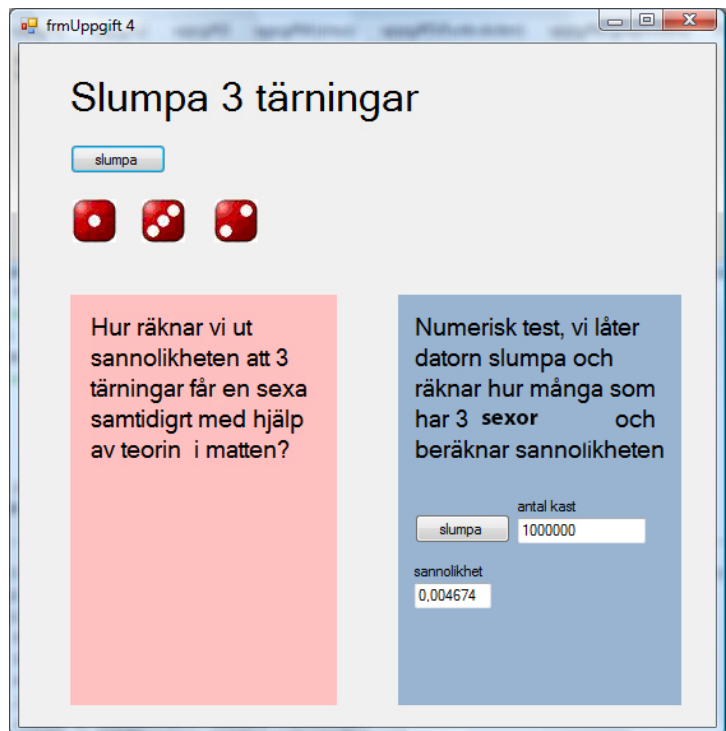 frmUppgift 4
Slumpa 3 tärningar
slumpa
Hur räknar vi ut
sannolikheten att 3
tärningar får en sexa
samtidigrt med hjälp
av teorin i matten?
Numerisk test, vi låter
datorn slumpa och
räknar hur många som
har 3 sexor och
beräknar sannolikheten
antal kast
slumpa 1000000
sannolikhet
0,004674